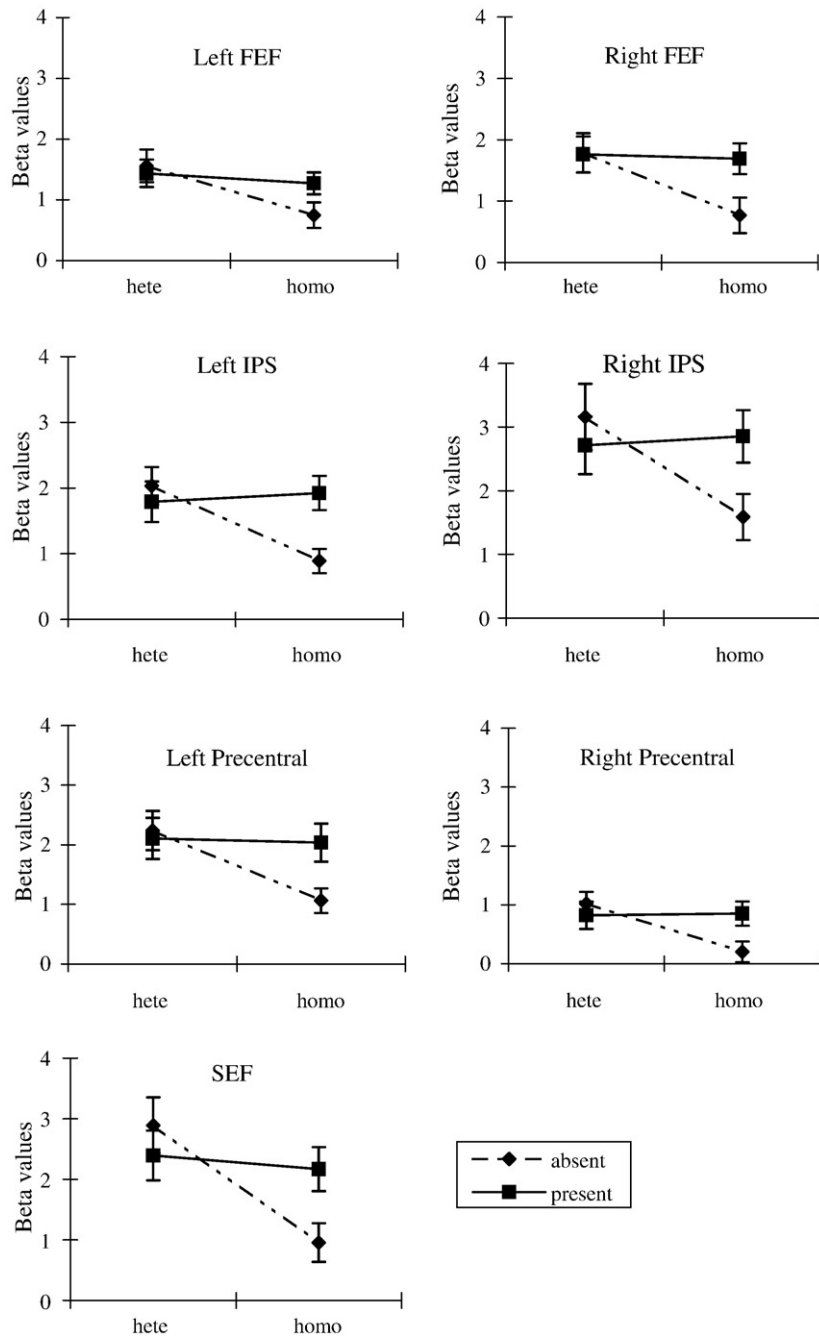 Left FEF
Beta values
4
3
2
1
0
hete
homo
Right FEF
Beta values
4
3
2
1
0
hete
homo
Left IPS
Beta values
4
3
2
1
0
hete
homo
Right IPS
Beta values
4
3
2
1
0
hete
homo
Left Precentral
Beta values
4
3
2
1
0
hete
homo
Right Precentral
Beta values
4
3
2
1
0
hete
homo
SEF
Beta values
4
3
2
1
0
hete
homo
absent
present